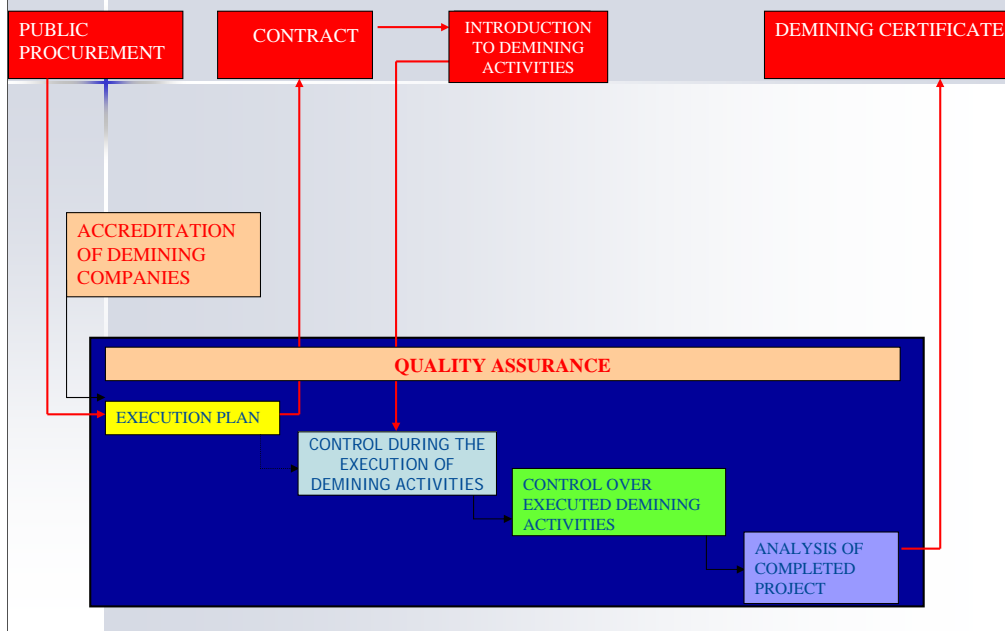 PUBLIC
PROCUREMENT
CONTRACT
INTRODUCTION
TO DEMINING
ACTIVITIES
DEMINING CERTIFICATE
ACCREDITATION
OF DEMINING
COMPANIES
QUALITY ASSURANCE
EXECUTION PLAN
CONTROL DURING THE
EXECUTION OF
DEMINING ACTIVITIES
CONTROL OVER
EXECUTED DEMINING
ACTIVITIES
ANALYSIS OF
COMPLETED
PROJECT